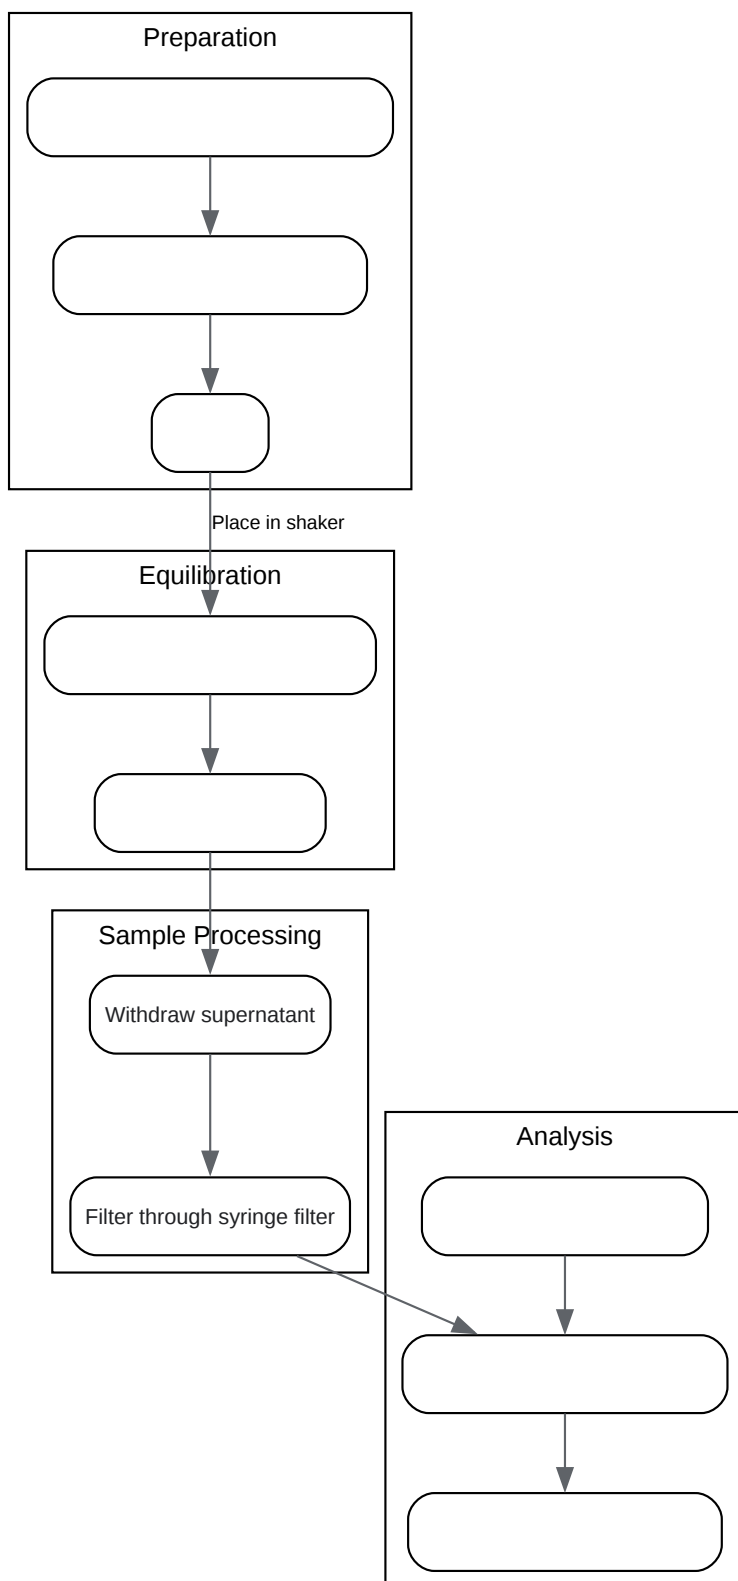 Preparation
Place in shaker
Equilibration
Sample Processing
Withdraw supernatant
Analysis
Filter through syringe filter